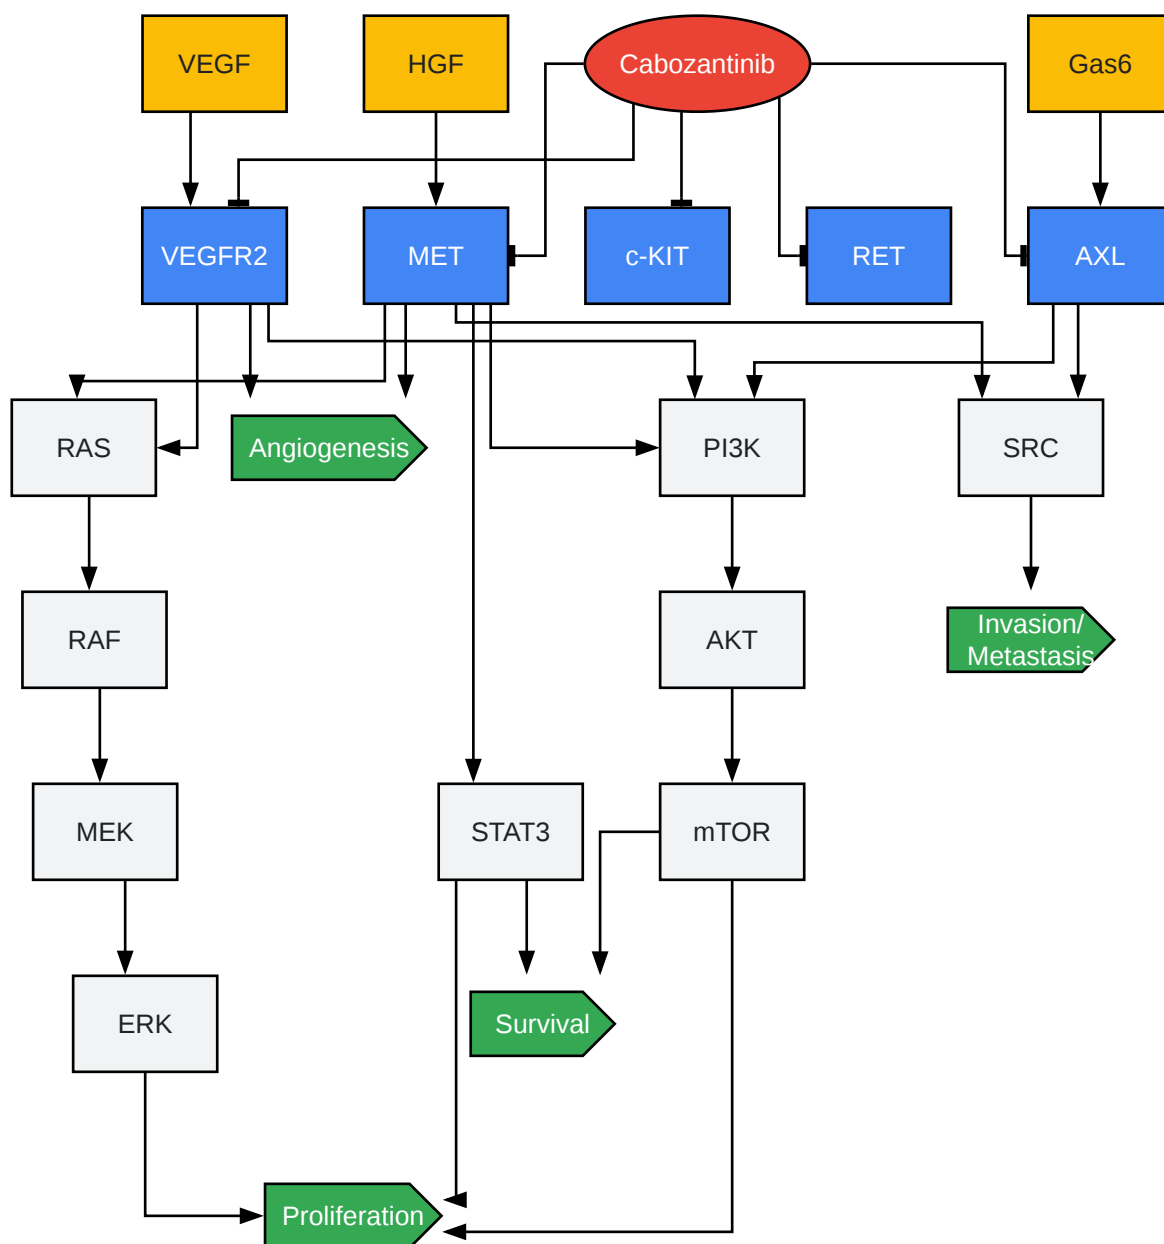 VEGF
HGF
Cabozantinib
Gas6
VEGFR2
MET
c-KIT
RET
AXL
RAS
Angiogenesis
PI3K
SRC
RAF
AKT
Invasion/
Metastasis
MEK
STAT3
mTOR
ERK
Survival
Proliferation